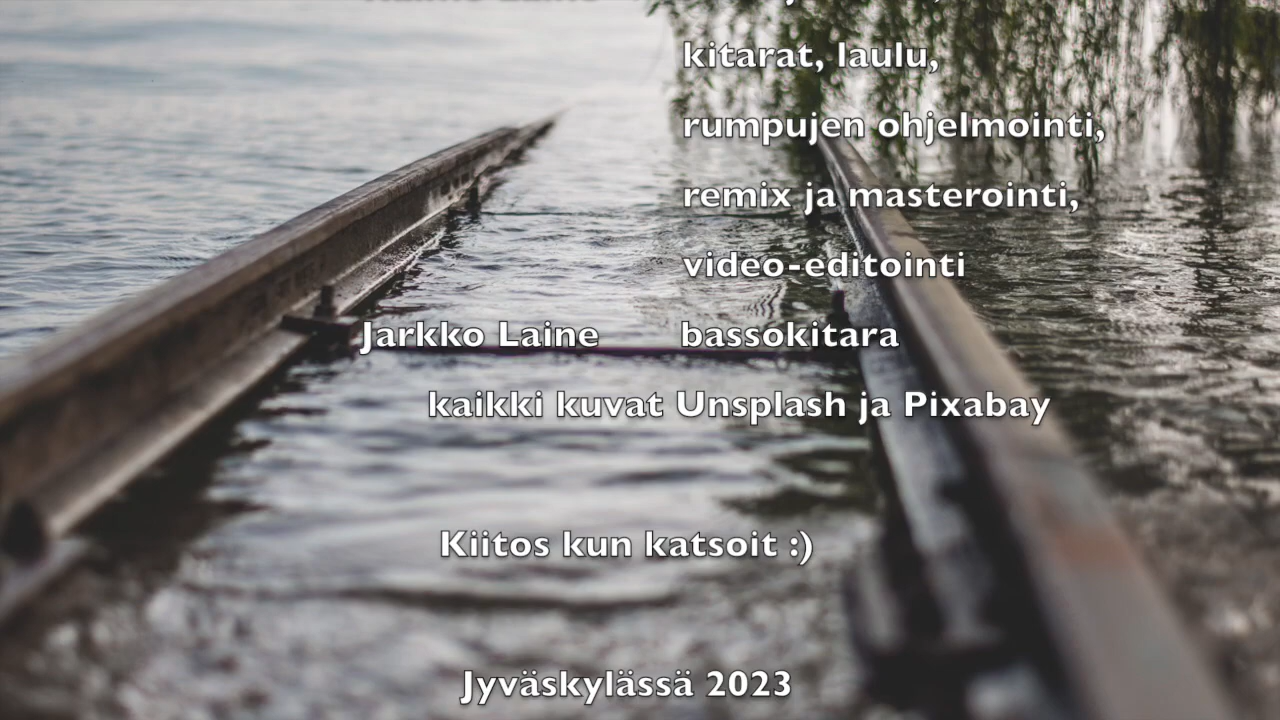 kitarat, laulu,
rumpujen ohjelmointi,
remix ja masterointi,
video-editointi
Jarkko Laine bassokitara
kaikki kuvat Unsplash ja Pixabay
Kiitos kun katsoit :)
Jyväskylässä 2023